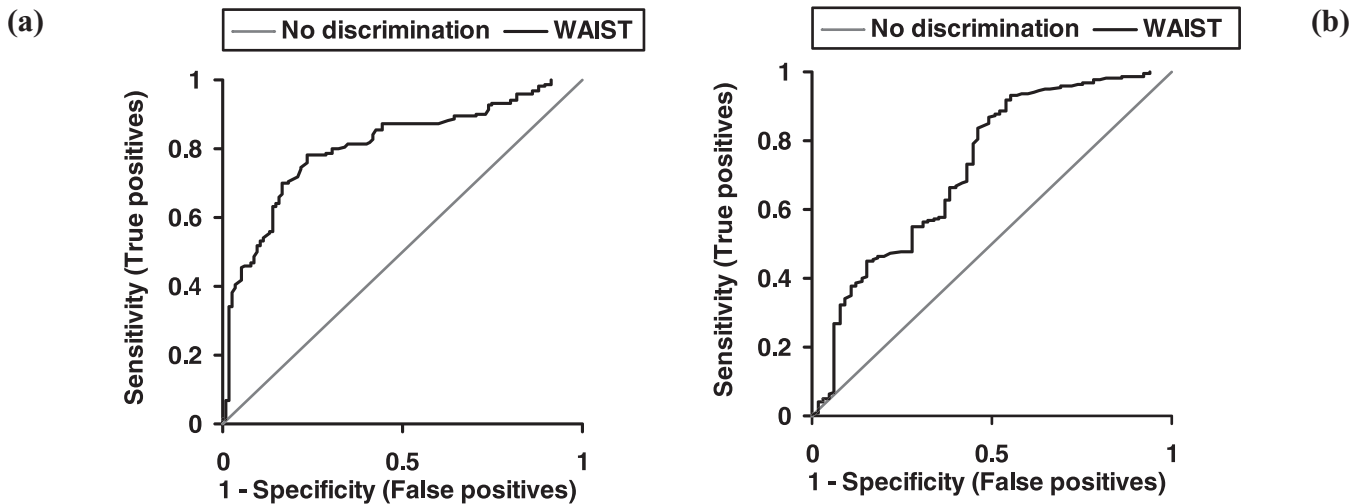 (a)
No discrimination WAIST
1
0.8
0.6
0.4
0.2
0
Sensitivity (True positives)
0 0.5 1
1 - Specificity (False positives)
No discrimination WAIST
(b)
1
0.8
0.6
0.4
0.2
0
Sensitivity (True positives)
0 0.5 1
1 - Specificity (False positives)